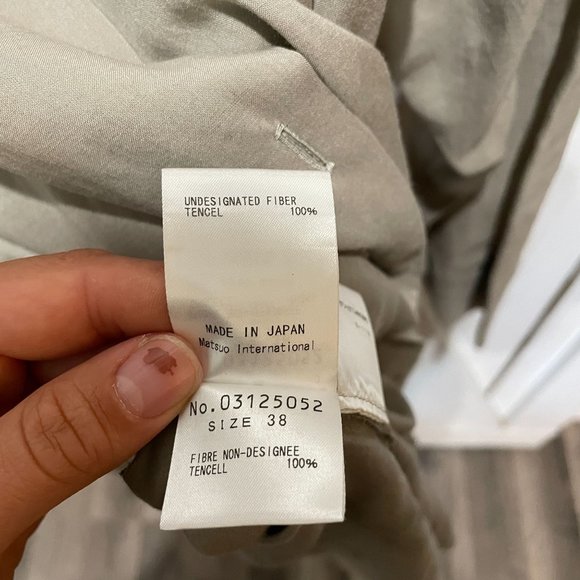 UNDESIGNATED FIBER
TENCEL 100%
MADE IN JAPAN
Matsuo International
No.03125052
SIZE 38
FIBRE NON-DESIGNEE
TENCELL 100%